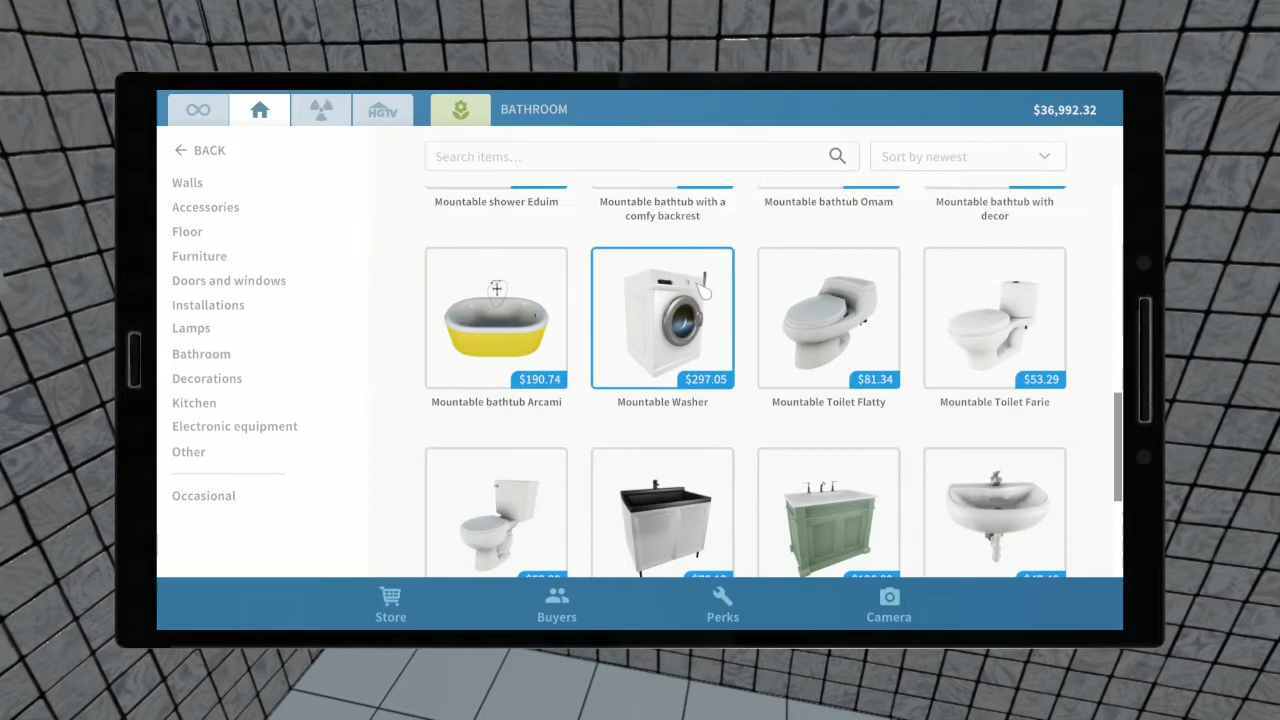 HGTV
BATHROOM
$36,992.32
BACK
Search items...
Sort by newest
Walls
Accessories
Floor
Furniture
Doors and windows
Installations
Lamps
Bathroom
Decorations
Kitchen
Electronic equipment
Other
Occasional
Mountable shower Eduim
Mountable bathtub with a
comfy backrest
Mountable bathtub Omam
Mountable bathtub with
decor
$190.74
$297.05
$81.34
$53.29
Mountable bathtub Arcami
Mountable Washer
Mountable Toilet Flatty
Mountable Toilet Farie
Store
Buyers
Perks
Camera